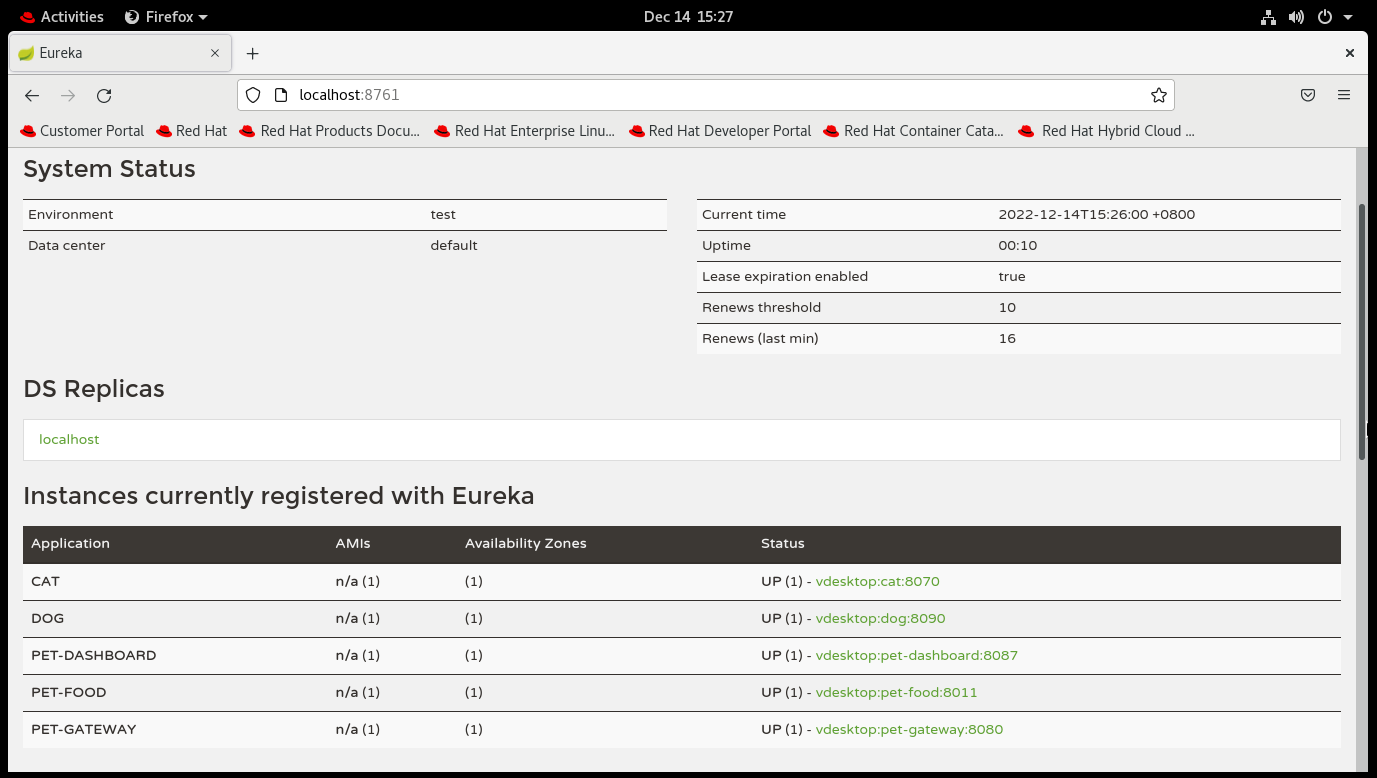 Activities Firefox Dec 14 15:27
Eureka
localhost:8761
Customer Portal Red Hat Red Hat Products Docu... Red Hat Enterprise Linu... Red Hat Developer Portal Red Hat Container Cata... Red Hat Hybrid Cloud ...
System Status
Environment test
Data center default
Current time 2022-12-14T15:26:00 +0800
Uptime 00:10
Lease expiration enabled true
Renews threshold 10
Renews (last min) 16
DS Replicas
localhost
Instances currently registered with Eureka
Application AMIs Availability Zones Status
CAT n/a (1) (1) UP (1) - vdesktop:cat:8070
DOG n/a (1) (1) UP (1) - vdesktop:dog:8090
PET-DASHBOARD n/a (1) (1) UP (1) - vdesktop:pet-dashboard:8087
PET-FOOD n/a (1) (1) UP (1) - vdesktop:pet-food:8011
PET-GATEWAY n/a (1) (1) UP (1) - vdesktop:pet-gateway:8080